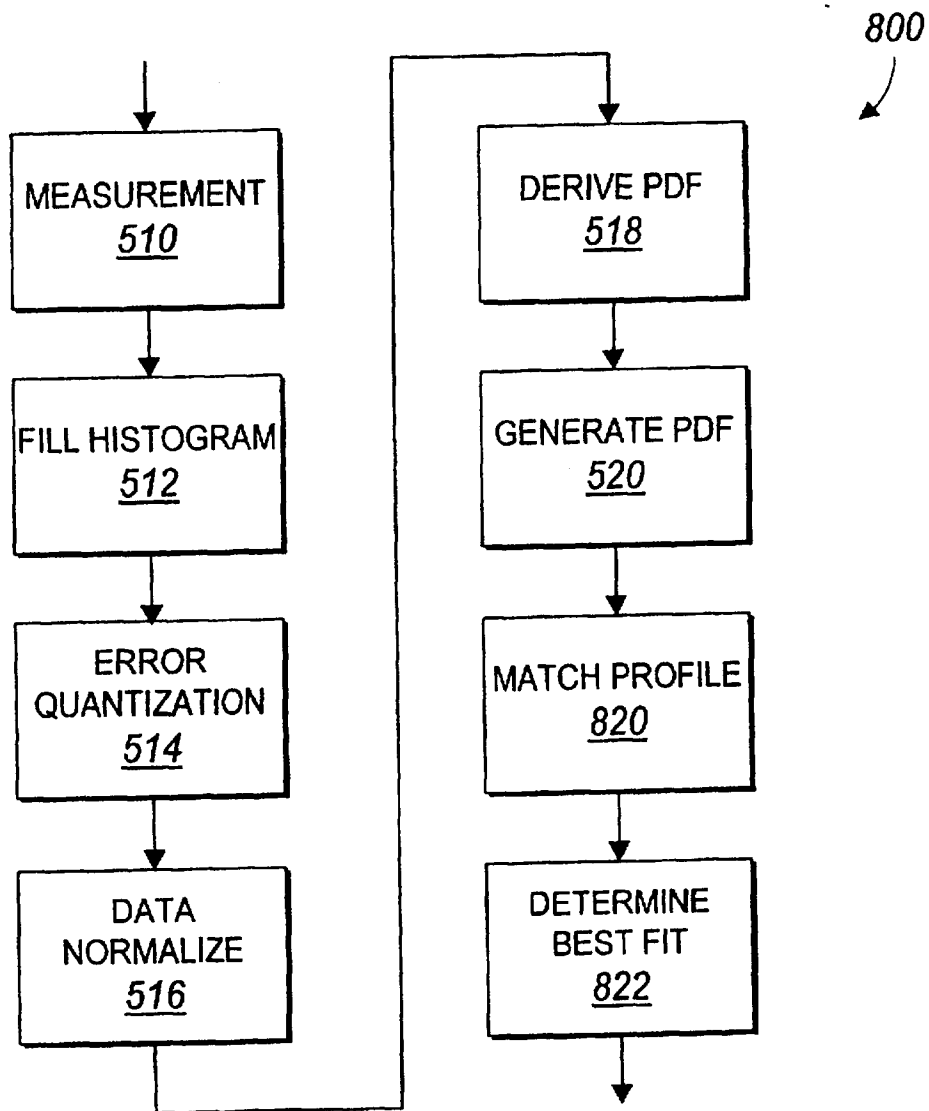 800
MEASUREMENT
510
FILL HISTOGRAM
512
ERROR
QUANTIZATION
514
DATA
NORMALIZE
516
DERIVE PDF
518
GENERATE PDF
520
MATCH PROFILE
820
DETERMINE
BEST FIT
822